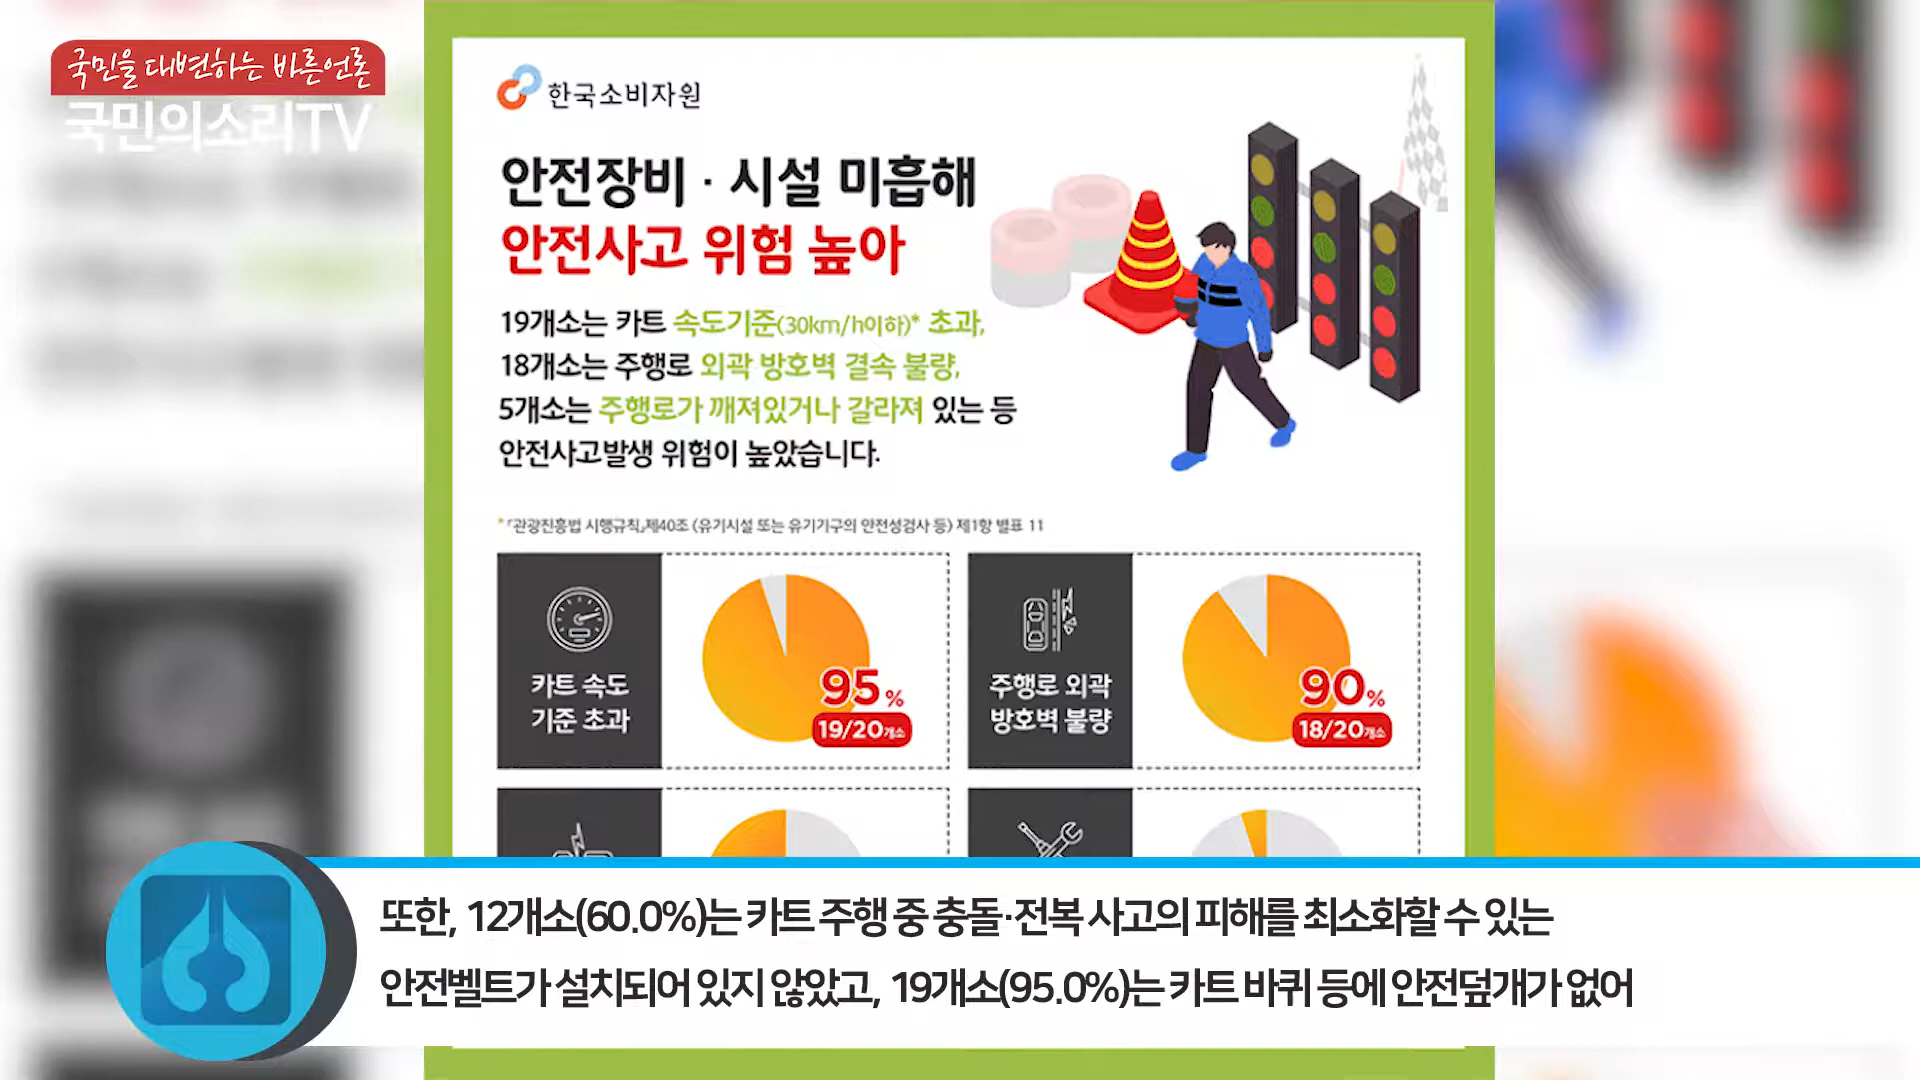 국민을 대변하는 바른언론
국민의소리TV
한국소비자원
안전장비 · 시설 미흡해
안전사고 위험 높아
19개소는 카트 속도기준(30km/h이하)* 초과,
18개소는 주행로 외곽 방호벽 결속 불량,
5개소는 주행로가 깨져있거나 갈라져 있는 등
안전사고발생 위험이 높았습니다.
*「관광진흥법 시행규칙」제40조 (유기시설 또는 유기기구의 안전성검사 등) 제1항 별표 11
카트 속도
기준 초과
95%
19/20개소
주행로 외곽
방호벽 불량
90%
18/20개소
또한, 12개소(60.0%)는 카트 주행 중 충돌·전복 사고의 피해를 최소화할 수 있는
안전벨트가 설치되어 있지 않았고, 19개소(95.0%)는 카트 바퀴 등에 안전덮개가 없어